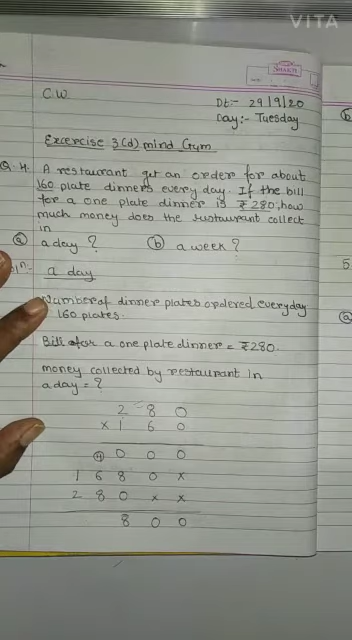 VITA
SHAKTI
C.W
Dt:- 29/9/20
Day:- Tuesday
Excercise 3(d) mind Gym
Q.4. A restaurant get an order for about
160 plate dinners every day. If the bill
for a one plate dinner is ₹280, how
much money does the restaurant collect
in
ⓐ a day ? ⓑ a week ?
a day
Number of dinner plates ordered everyday
160 plates.
Bill for a one plate dinner = ₹280.
money collected by restaurant in
a day = ?
2 8 0
× 1 6 0
0 0 0
1 6 8 0 x
2 8 0 x x
8 0 0
5
ⓐ